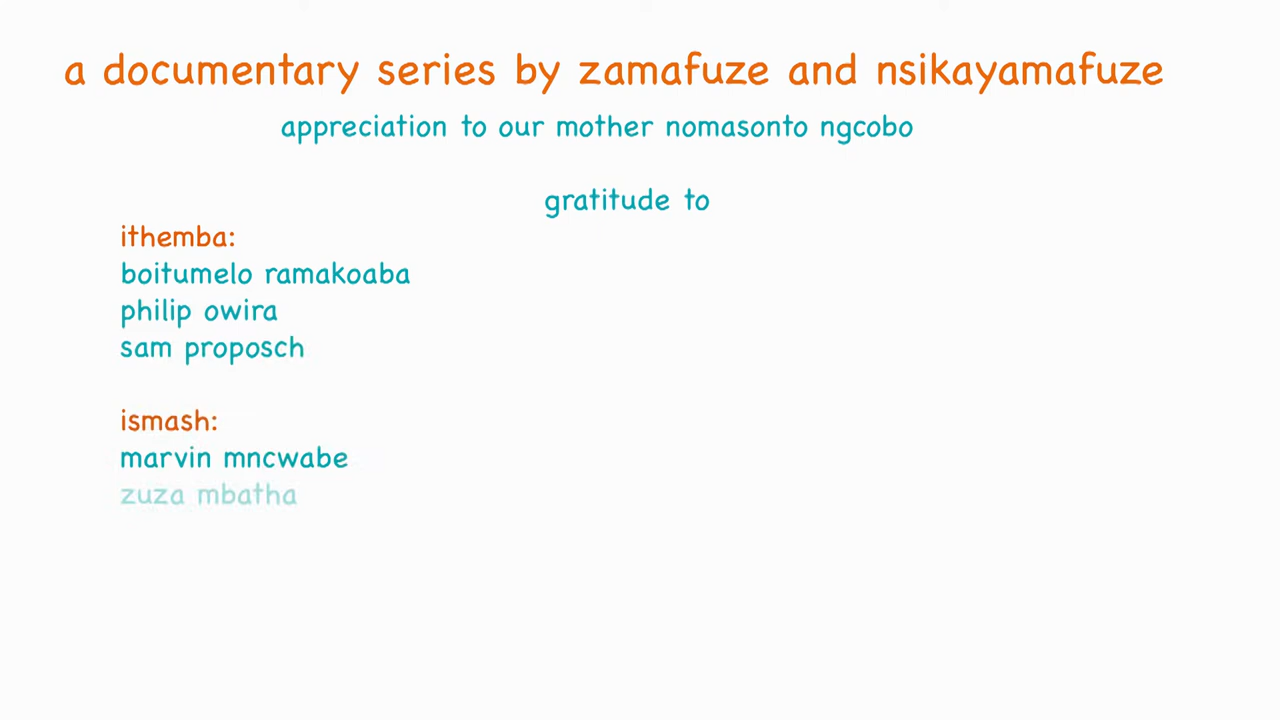 a documentary series by zamafuze and nsikayamafuze
appreciation to our mother nomasonto ngcobo
gratitude to
ithemba:
boitumelo ramakoaba
philip owira
sam proposch
ismash:
marvin mncwabe
zuza mbatha